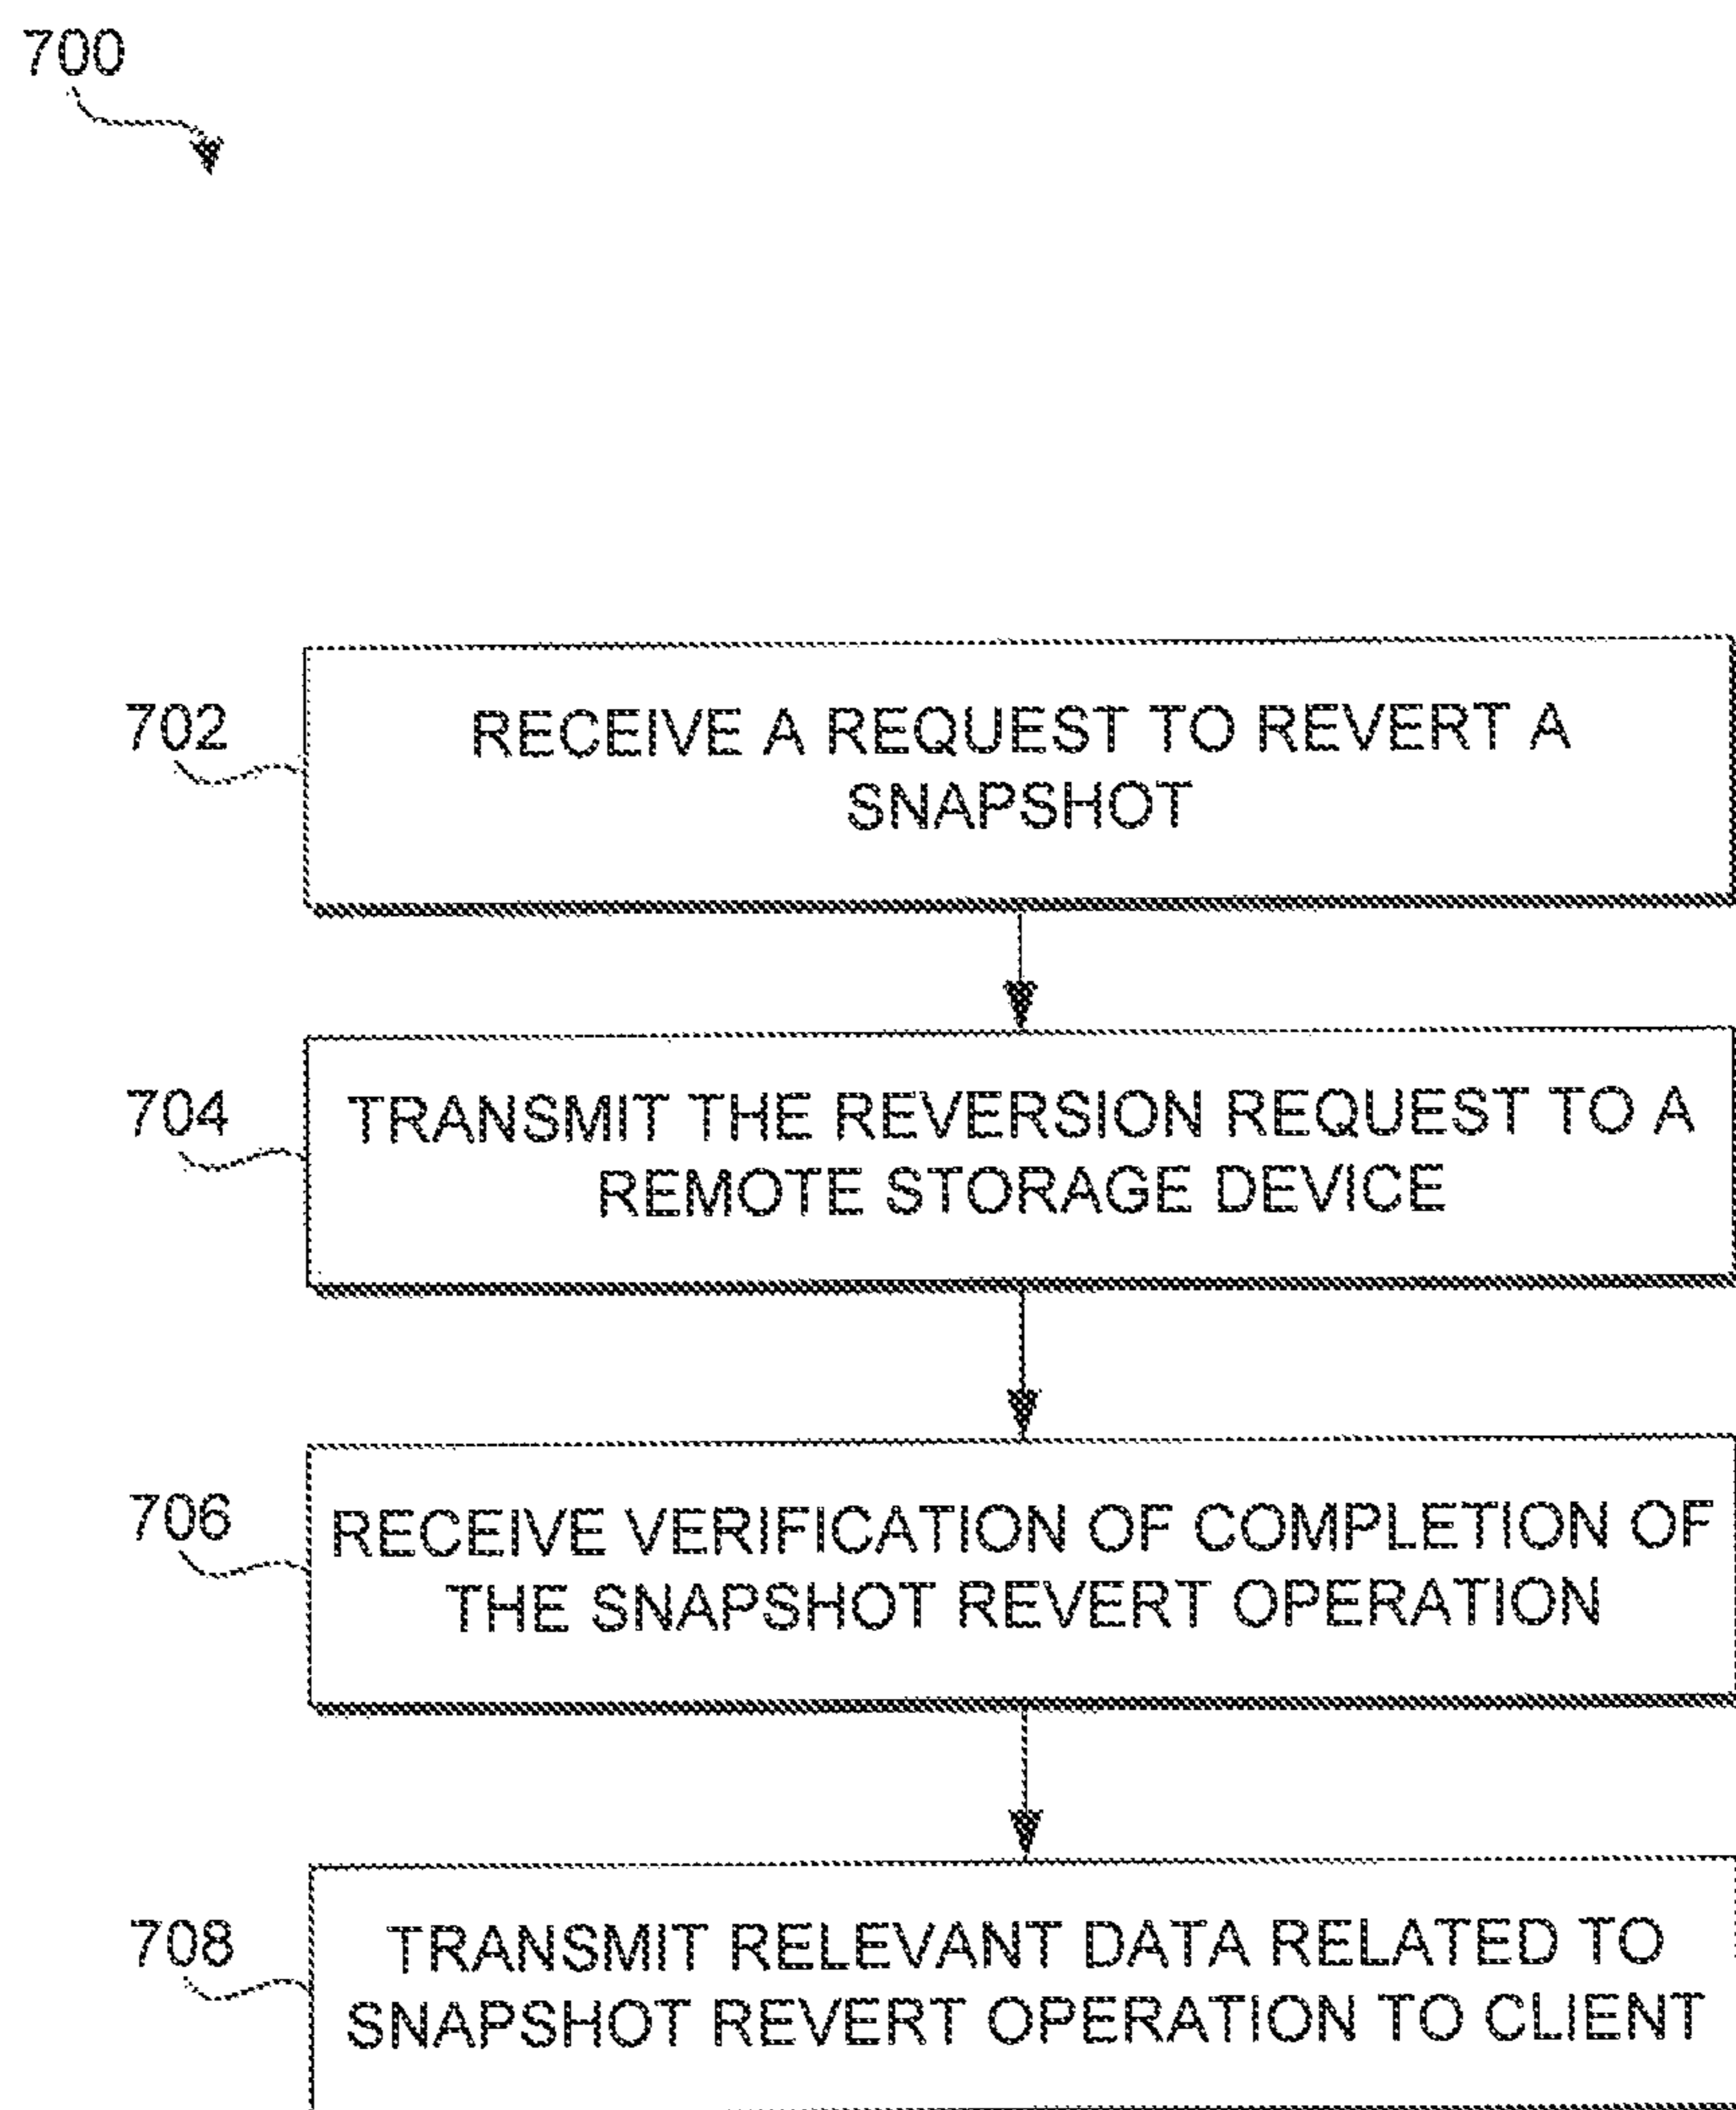 700
702
RECEIVE A REQUEST TO REVERT A
SNAPSHOT
704
TRANSMIT THE REVERSION REQUEST TO A
REMOTE STORAGE DEVICE
706
RECEIVE VERIFICATION OF COMPLETION OF
THE SNAPSHOT REVERT OPERATION
708
TRANSMIT RELEVANT DATA RELATED TO
SNAPSHOT REVERT OPERATION TO CLIENT